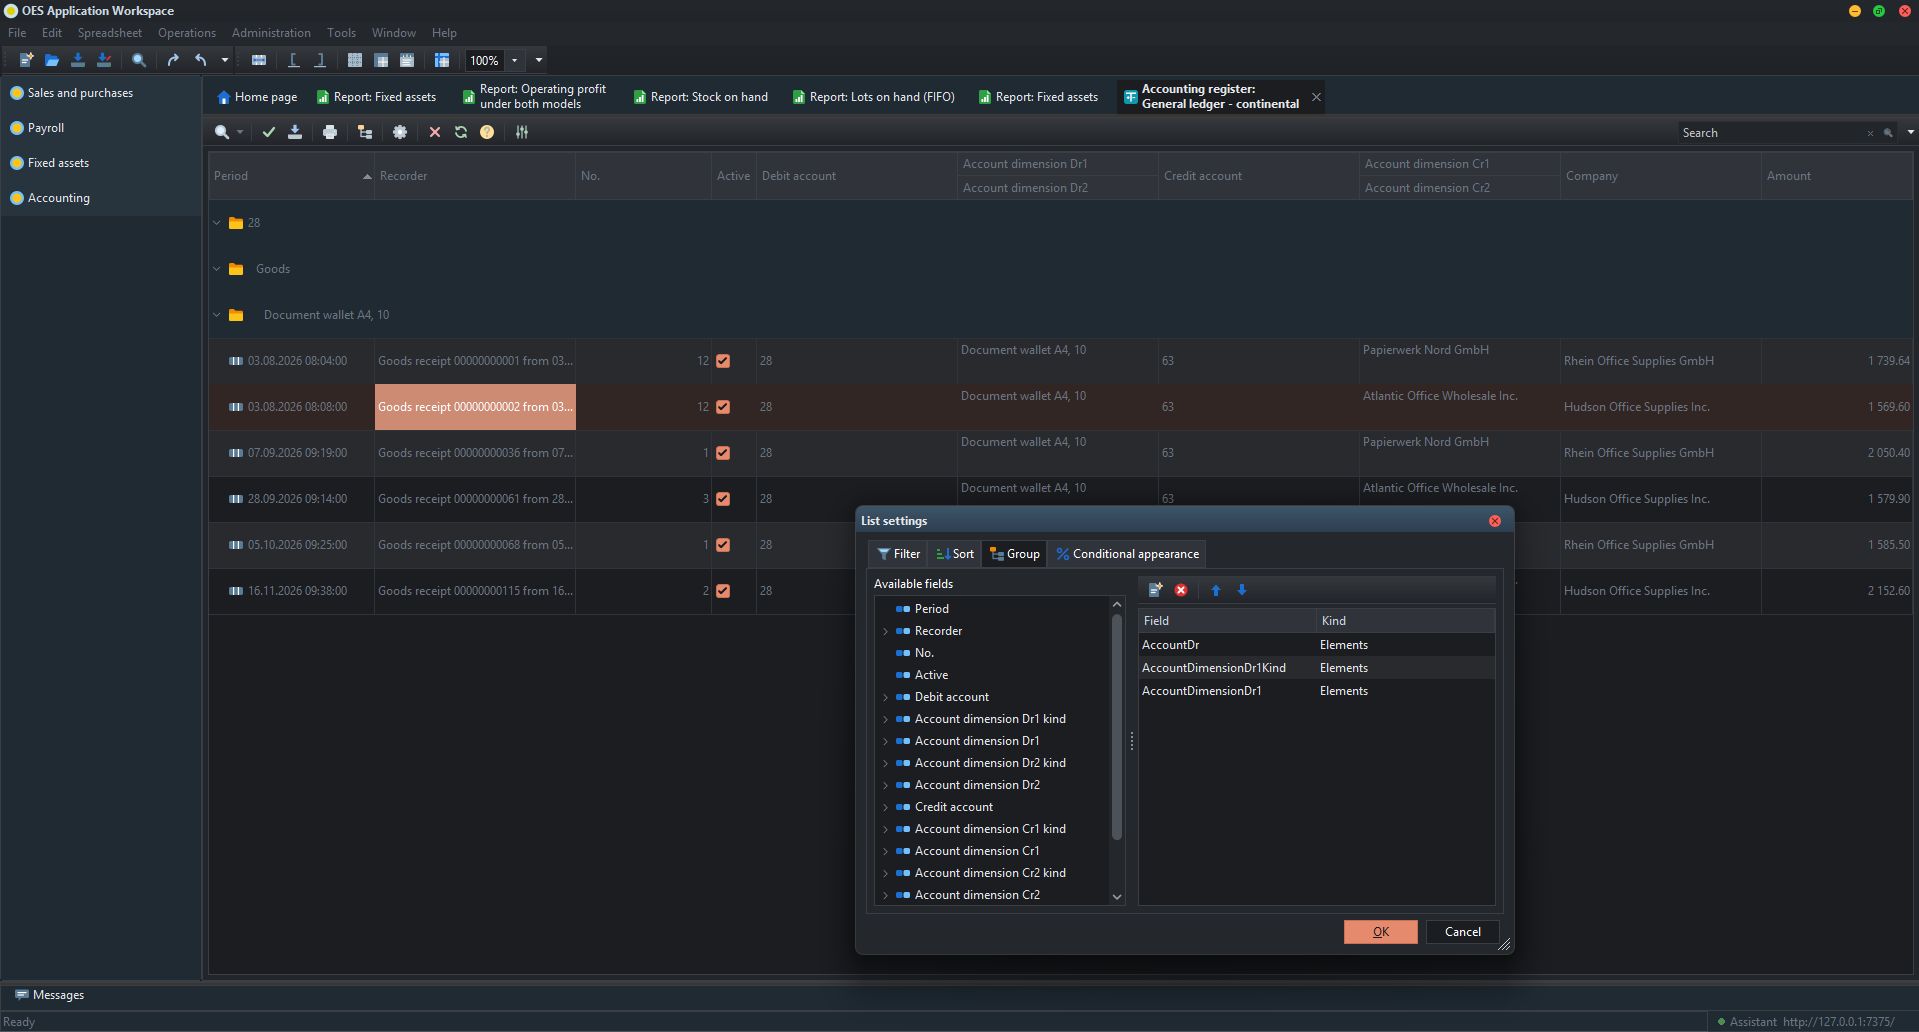 OES Application Workspace
File Edit Spreadsheet Operations Administration Tools Window Help
100%
Sales and purchases
Payroll
Fixed assets
Accounting
Home page
Report: Fixed assets
Report: Operating profit
under both models
Report: Stock on hand
Report: Lots on hand (FIFO)
Report: Fixed assets
Accounting register:
General ledger - continental
Search
Period Recorder No. Active Debit account Account dimension Dr1 Credit account Account dimension Cr1 Company Amount
Account dimension Dr2 Account dimension Cr2
28
Goods
Document wallet A4, 10
03.08.2026 08:04:00 Goods receipt 00000000001 from 03... 12 28 Document wallet A4, 10 63 Papierwerk Nord GmbH Rhein Office Supplies GmbH 1 739.64
03.08.2026 08:08:00 Goods receipt 00000000002 from 03... 12 28 Document wallet A4, 10 63 Atlantic Office Wholesale Inc. Hudson Office Supplies Inc. 1 569.60
07.09.2026 09:19:00 Goods receipt 00000000036 from 07... 1 28 Document wallet A4, 10 63 Papierwerk Nord GmbH Rhein Office Supplies GmbH 2 050.40
28.09.2026 09:14:00 Goods receipt 00000000061 from 28... 3 28 Document wallet A4, 10 63 Atlantic Office Wholesale Inc. Hudson Office Supplies Inc. 1 579.90
05.10.2026 09:25:00 Goods receipt 00000000068 from 05... 1 28 Rhein Office Supplies GmbH 1 585.50
16.11.2026 09:38:00 Goods receipt 00000000115 from 16... 2 28 Hudson Office Supplies Inc. 2 152.60
List settings
Filter Sort Group Conditional appearance
Available fields
Period
Recorder
No.
Active
Debit account
Account dimension Dr1 kind
Account dimension Dr1
Account dimension Dr2 kind
Account dimension Dr2
Credit account
Account dimension Cr1 kind
Account dimension Cr1
Account dimension Cr2 kind
Account dimension Cr2
Field Kind
AccountDr Elements
AccountDimensionDr1Kind Elements
AccountDimensionDr1 Elements
OK Cancel
Messages
Ready
Assistant http://127.0.0.1:7375/